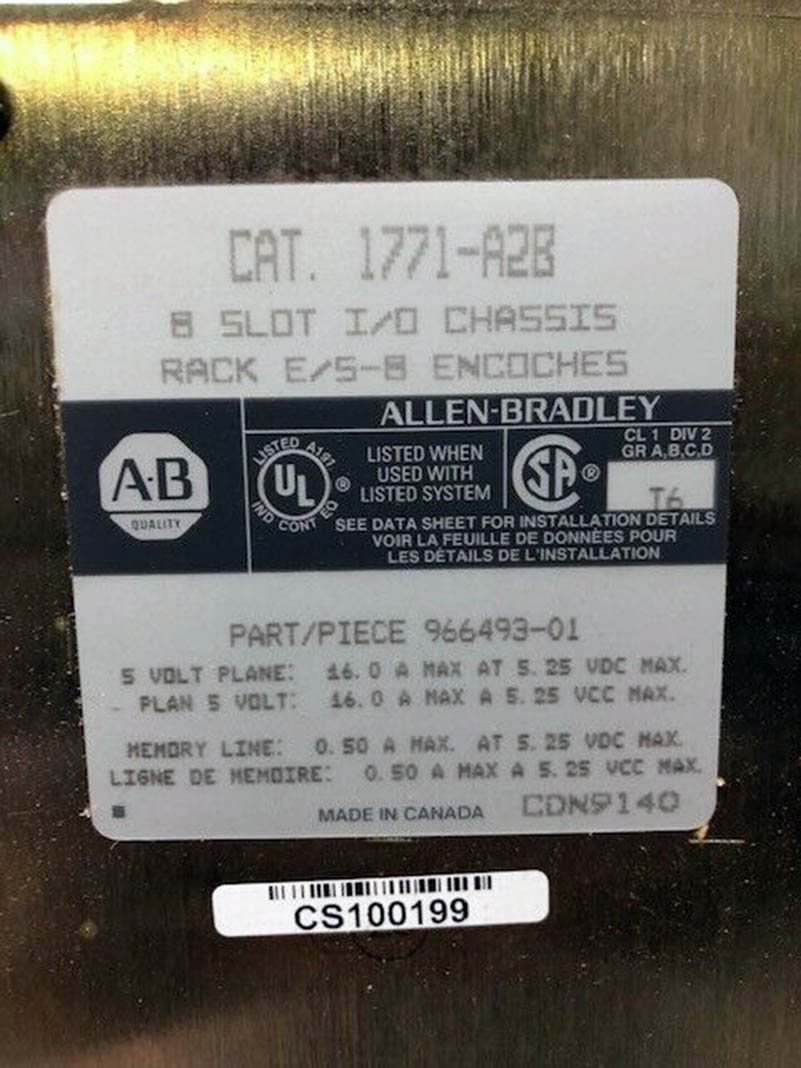 CAT. 1771-A2B
8 SLOT I/O CHASSIS
RACK E/S-8 ENCOCHES
ALLEN-BRADLEY
A·B
QUALITY
LISTED A197
UL
®
IND CONT EQ
LISTED WHEN
USED WITH
LISTED SYSTEM
SA
®
CL 1 DIV 2
GR A,B,C,D
T6
SEE DATA SHEET FOR INSTALLATION DETAILS
VOIR LA FEUILLE DE DONNÉES POUR
LES DÉTAILS DE L'INSTALLATION
PART/PIECE 966493-01
5 VOLT PLANE: 16.0 A MAX AT 5.25 VDC MAX.
PLAN 5 VOLT: 16.0 A MAX A 5.25 VCC MAX.
MEMORY LINE: 0.50 A MAX. AT 5.25 VDC MAX.
LIGNE DE MEMOIRE: 0.50 A MAX A 5.25 VCC MAX.
MADE IN CANADA CDN9140
CS100199